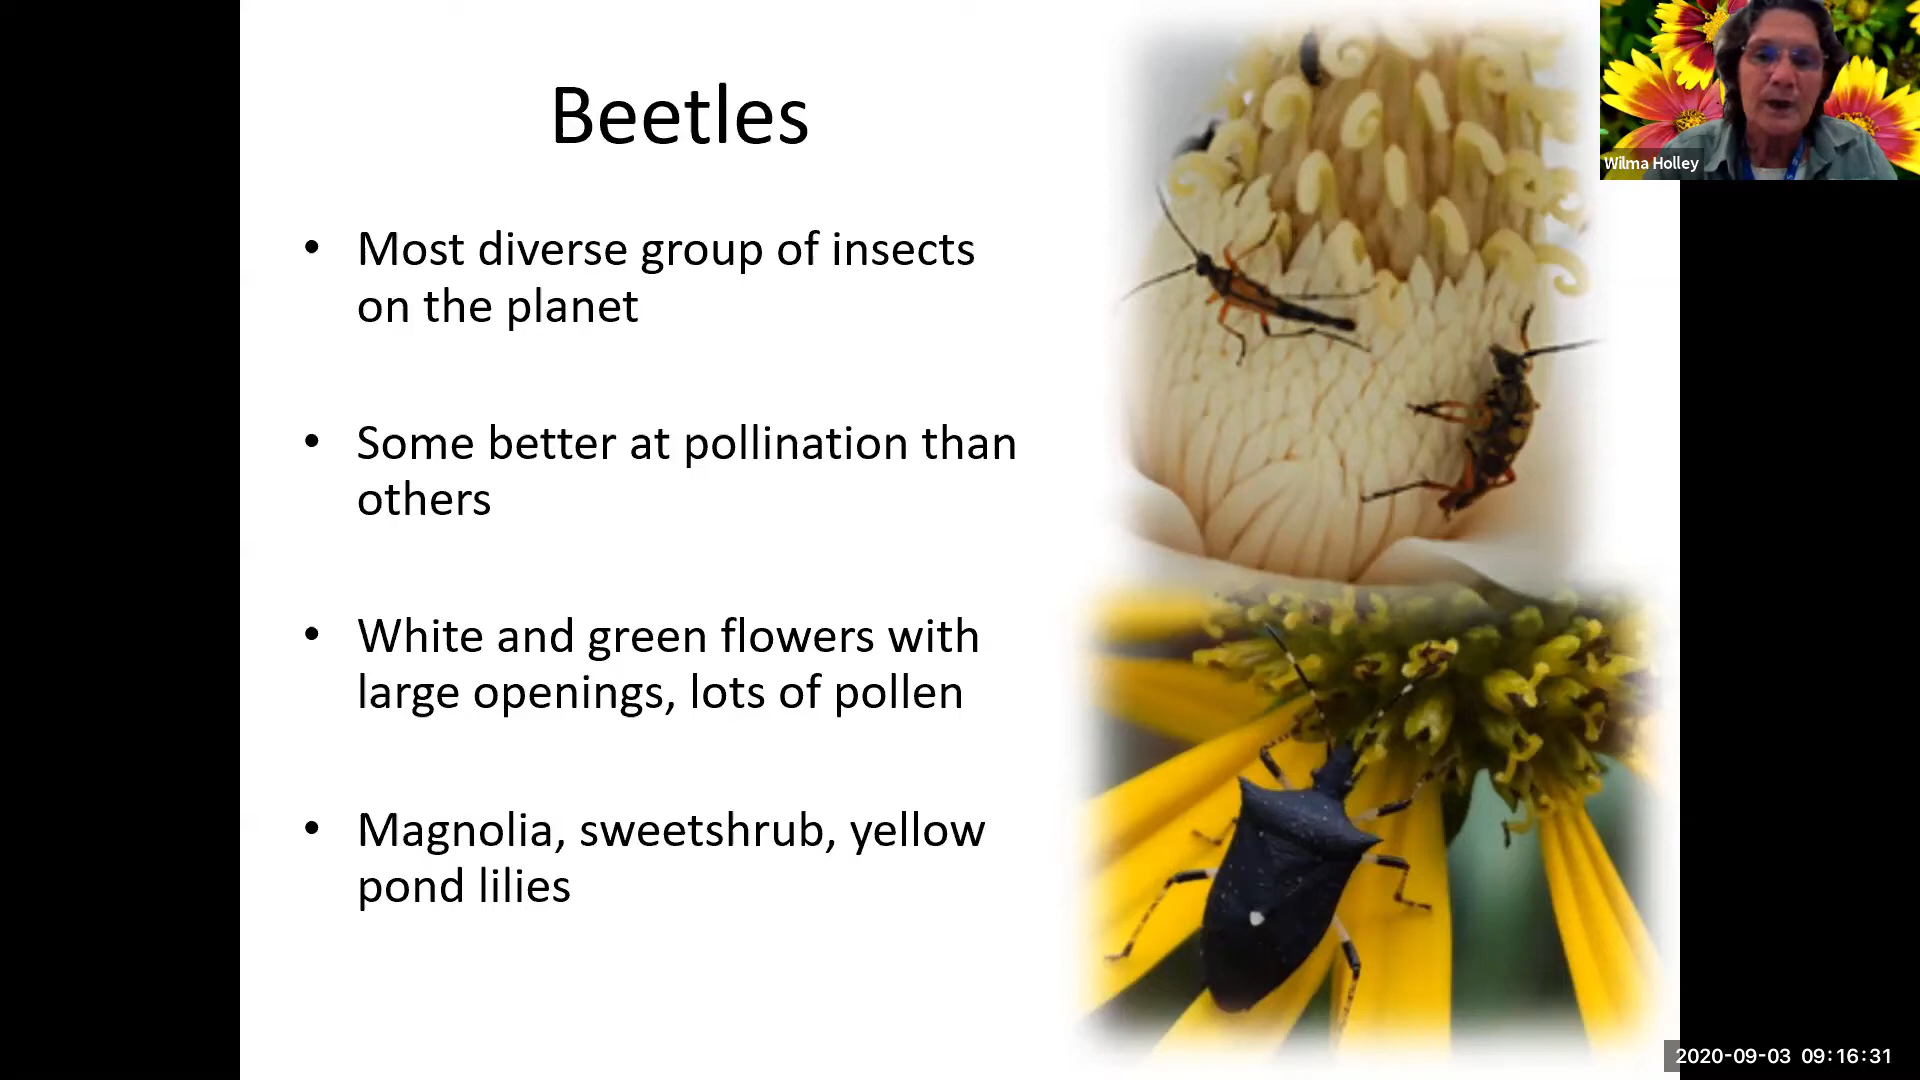 Beetles
• Most diverse group of insects
on the planet
• Some better at pollination than
others
• White and green flowers with
large openings, lots of pollen
• Magnolia, sweetshrub, yellow
pond lilies
Wilma Holley
2020-09-03 09:16:31